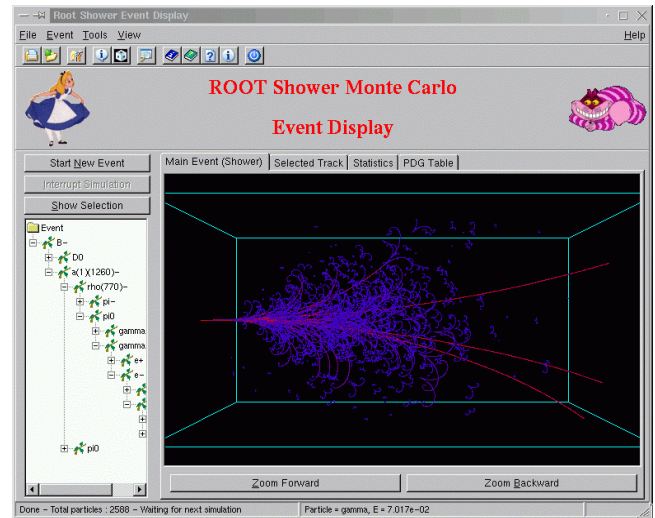 Root Shower Event Display
File Event Tools View Help
ROOT Shower Monte Carlo
Event Display
Start New Event
Interrupt Simulation
Show Selection
Main Event (Shower) Selected Track Statistics PDG Table
Event
B-
D0
a(1)(1260)-
rho(770)-
pi-
pi0
gamma
gamma
e+
e-
pi0
Zoom Forward Zoom Backward
Done - Total particles : 2588 - Waiting for next simulation Particle = gamma, E = 7.017e-02